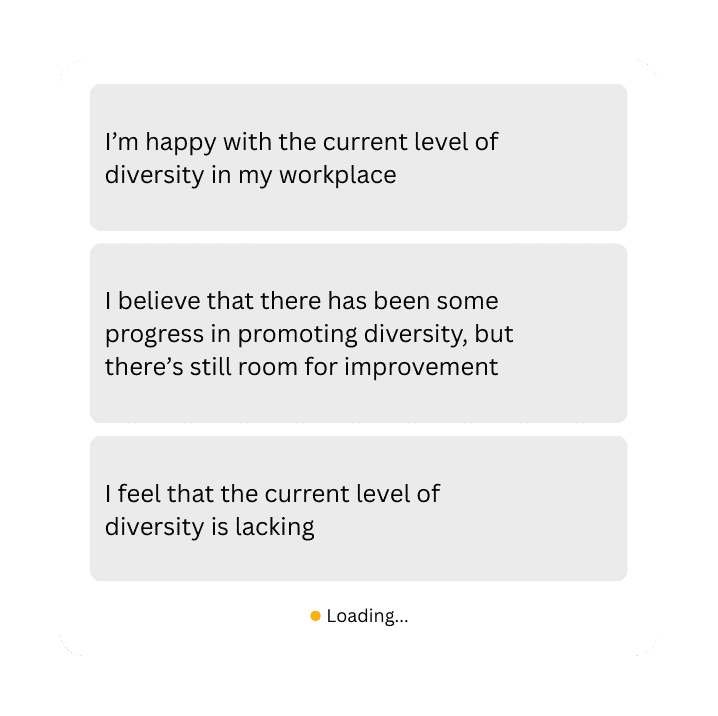 I’m happy with the current level of
diversity in my workplace
I believe that there has been some
progress in promoting diversity, but
there’s still room for improvement
I feel that the current level of
diversity is lacking
Loading...